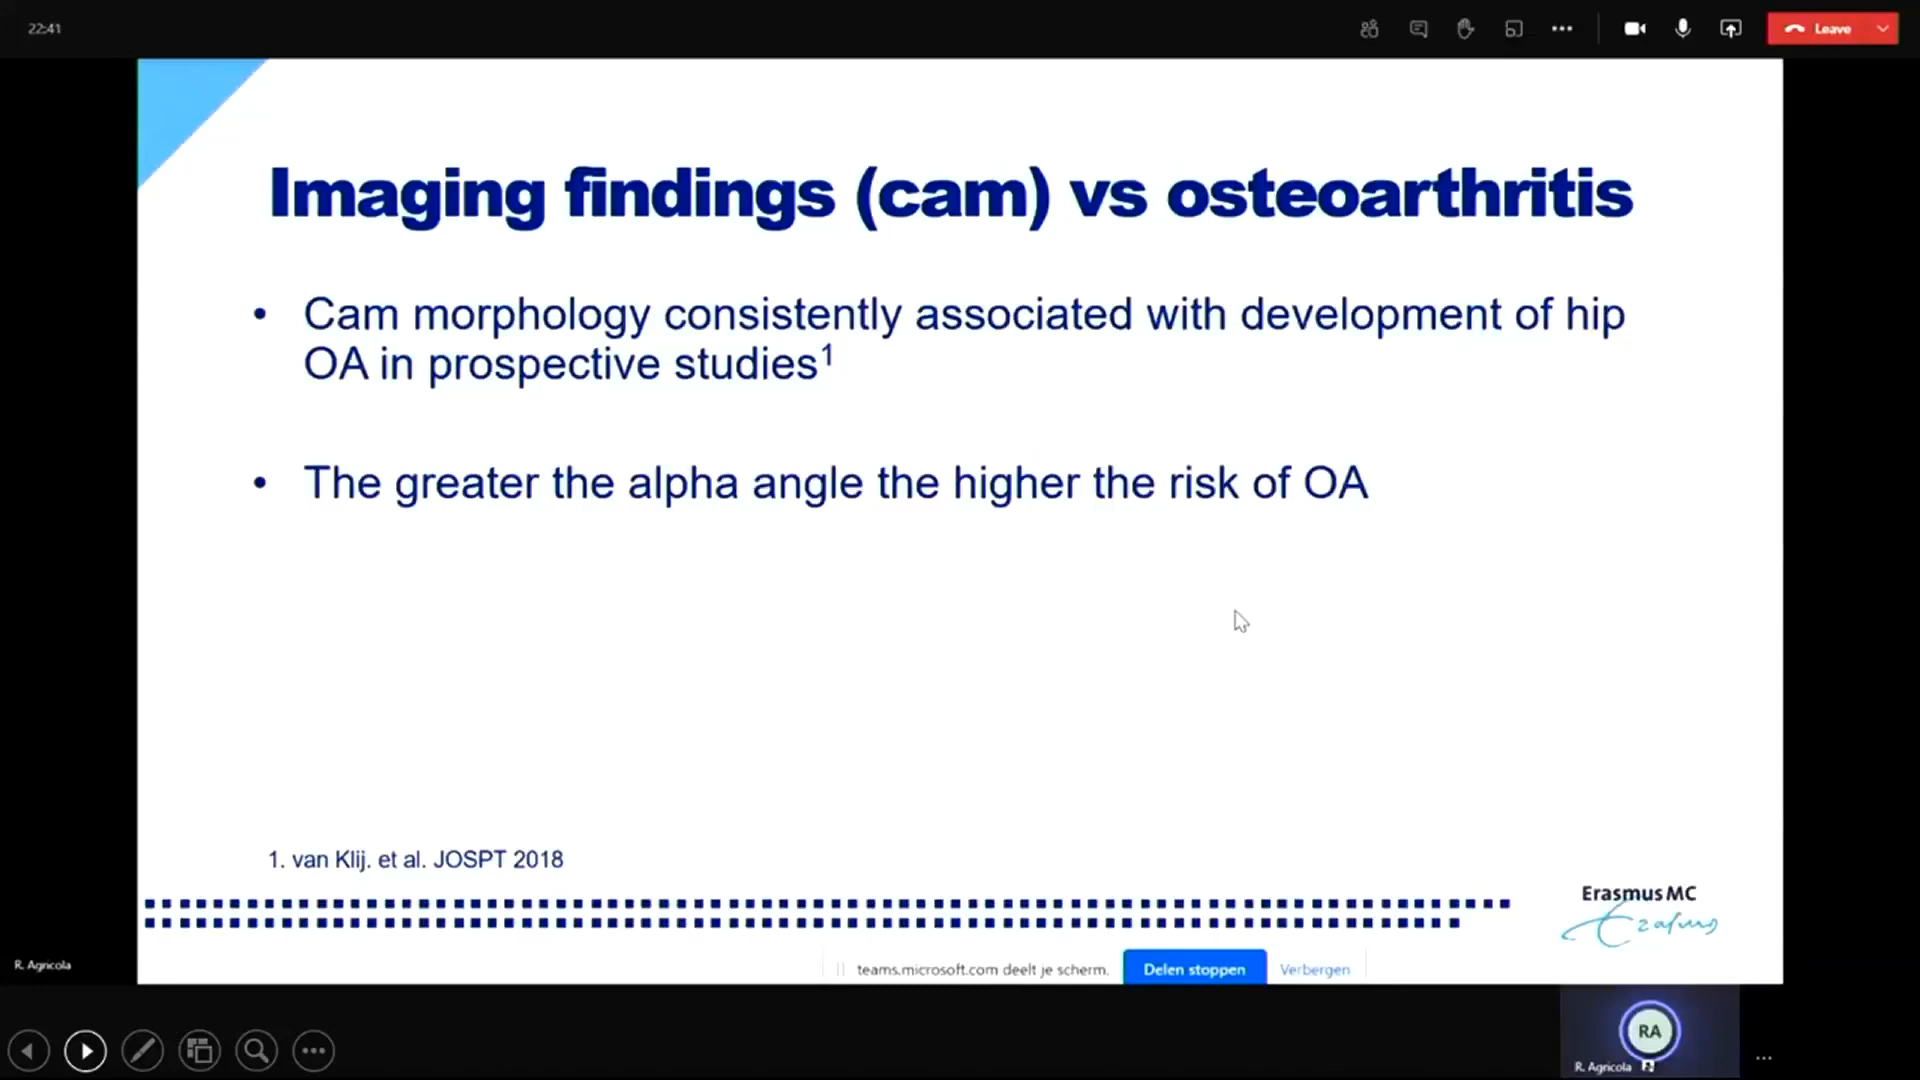 22:41
Leave
Imaging findings (cam) vs osteoarthritis
• Cam morphology consistently associated with development of hip
OA in prospective studies1
• The greater the alpha angle the higher the risk of OA
1. van Klij. et al. JOSPT 2018
Erasmus MC
Erasmus
R. Agricola
teams.microsoft.com deelt je scherm.
Delen stoppen
Verbergen
RA
R. Agricola